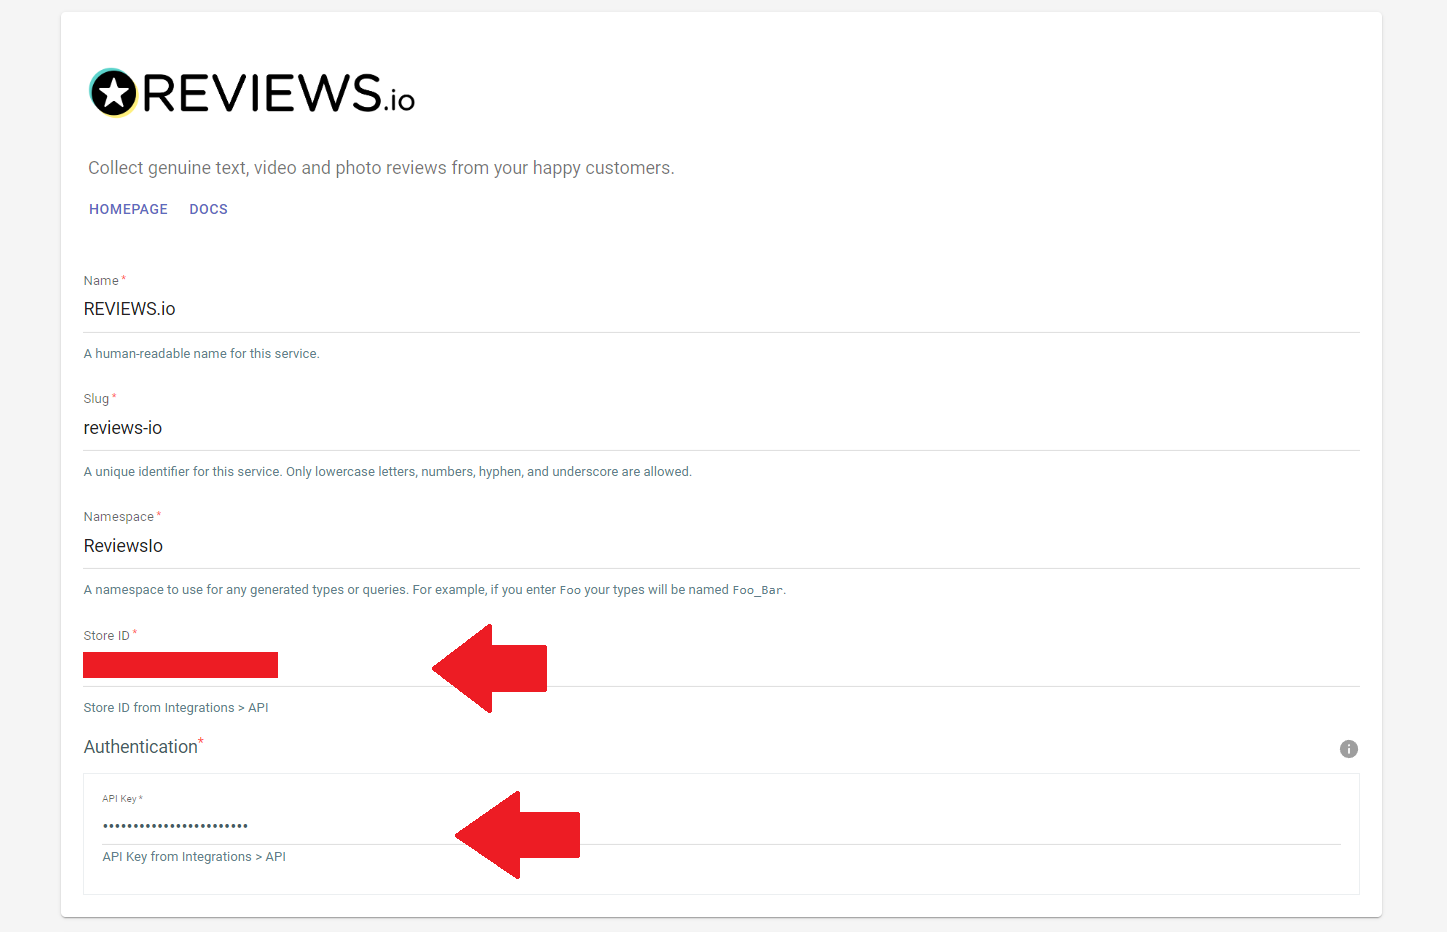 REVIEWS.io
Collect genuine text, video and photo reviews from your happy customers.
HOMEPAGE DOCS
Name *
REVIEWS.io
A human-readable name for this service.
Slug *
reviews-io
A unique identifier for this service. Only lowercase letters, numbers, hyphen, and underscore are allowed.
Namespace *
ReviewsIo
A namespace to use for any generated types or queries. For example, if you enter Foo your types will be named Foo_Bar.
Store ID *
Store ID from Integrations > API
Authentication*
API Key *
••••••••••••••••••••••••
API Key from Integrations > API